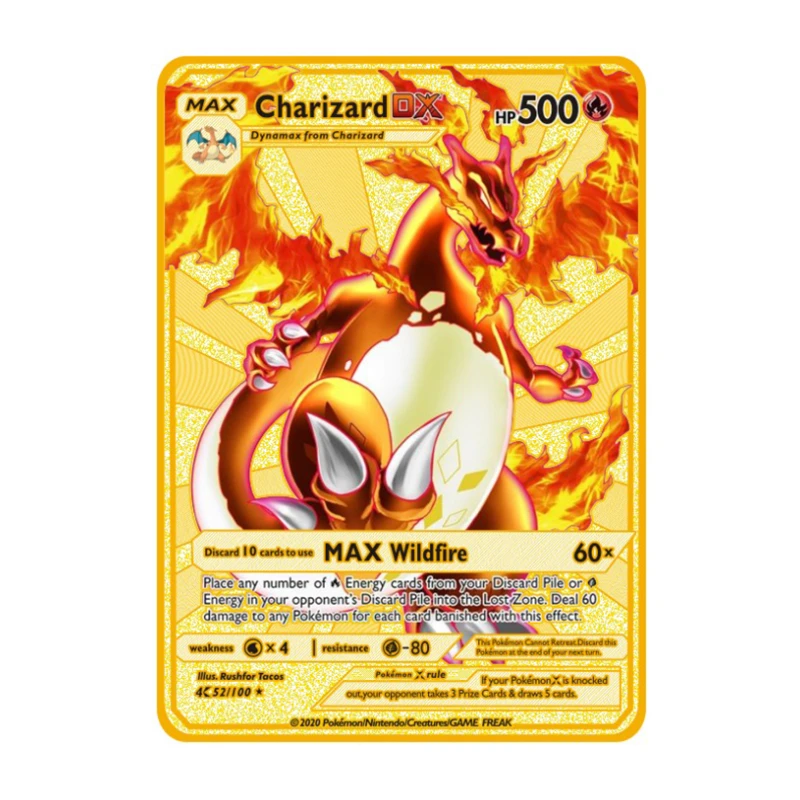 MAX Charizard DX HP 500
Dynamax from Charizard
Discard 10 cards to use MAX Wildfire 60×
Place any number of Energy cards from your Discard Pile or
Energy in your opponent's Discard Pile into the Lost Zone. Deal 60
damage to any Pokémon for each card banished with this effect.
weakness × 4 | resistance -80
This Pokémon Cannot Retreat.Discard this
Pokémon at the end of your next turn.
Illus. Rushfor Tacos
4C 52/100 ★
Pokémon X rule
If your Pokémon X is knocked
out,your opponent takes 3 Prize Cards & draws 5 cards.
©2020 Pokémon/Nintendo/Creatures/GAME FREAK